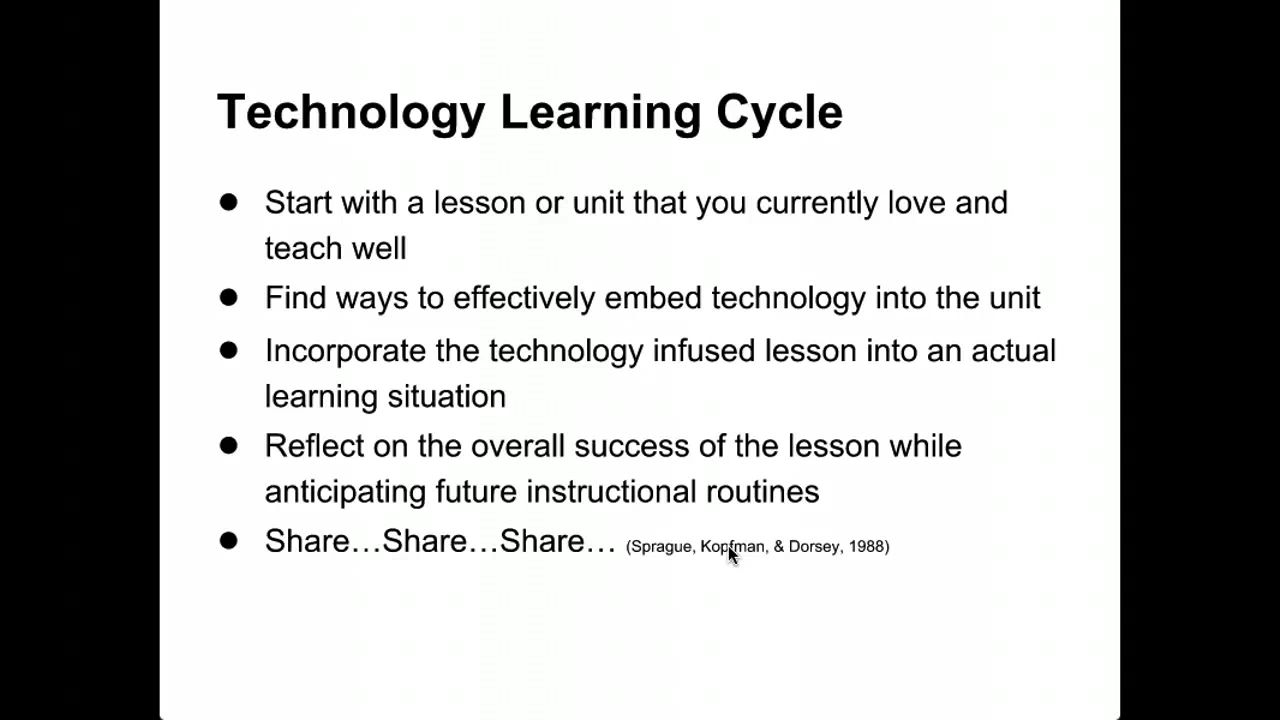 Technology Learning Cycle
● Start with a lesson or unit that you currently love and
teach well
● Find ways to effectively embed technology into the unit
● Incorporate the technology infused lesson into an actual
learning situation
● Reflect on the overall success of the lesson while
anticipating future instructional routines
● Share…Share…Share… (Sprague, Kopfman, & Dorsey, 1988)